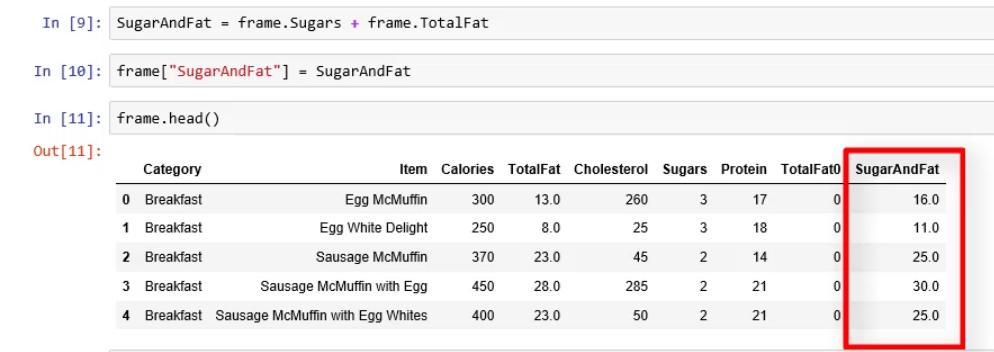 In [9]: SugarAndFat = frame.Sugars + frame.TotalFat
In [10]: frame["SugarAndFat"] = SugarAndFat
In [11]: frame.head()
Out[11]:
Category Item Calories TotalFat Cholesterol Sugars Protein TotalFat0 SugarAndFat
0 Breakfast Egg McMuffin 300 13.0 260 3 17 0 16.0
1 Breakfast Egg White Delight 250 8.0 25 3 18 0 11.0
2 Breakfast Sausage McMuffin 370 23.0 45 2 14 0 25.0
3 Breakfast Sausage McMuffin with Egg 450 28.0 285 2 21 0 30.0
4 Breakfast Sausage McMuffin with Egg Whites 400 23.0 50 2 21 0 25.0